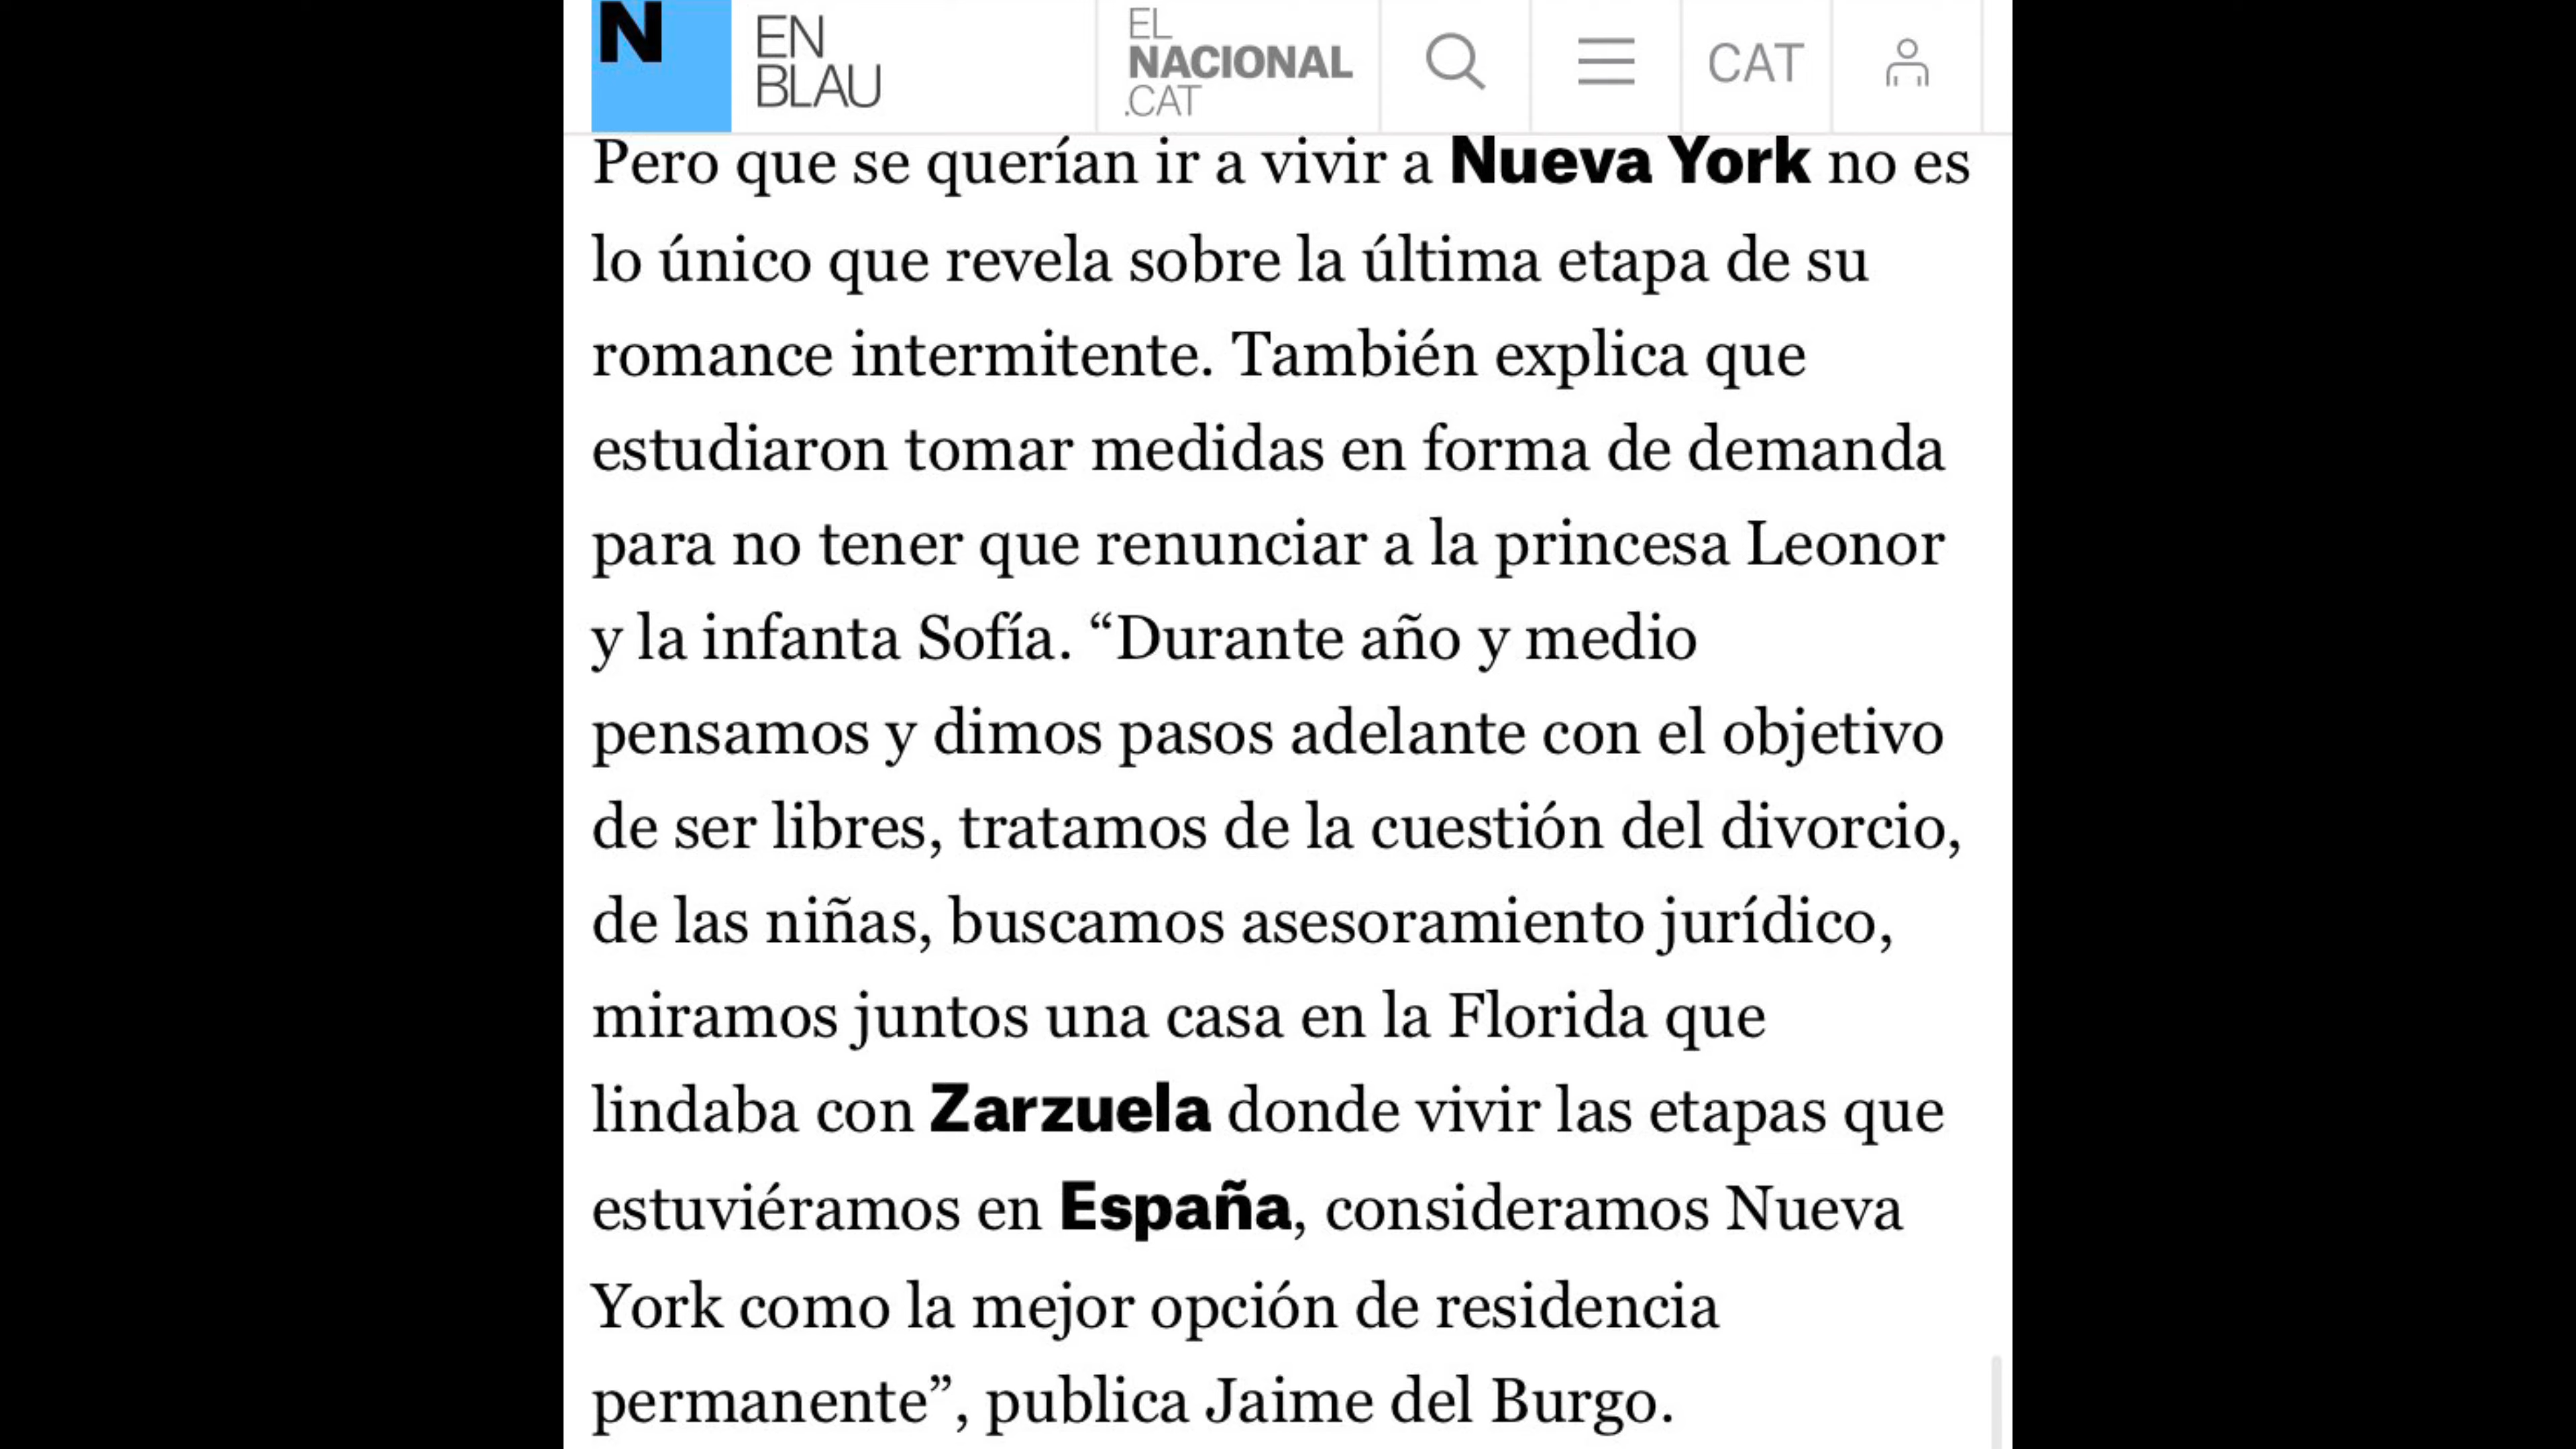 N
EN
BLAU
EL
NACIONAL
.CAT
CAT
Pero que se querían ir a vivir a Nueva York no es
lo único que revela sobre la última etapa de su
romance intermitente. También explica que
estudiaron tomar medidas en forma de demanda
para no tener que renunciar a la princesa Leonor
y la infanta Sofía. “Durante año y medio
pensamos y dimos pasos adelante con el objetivo
de ser libres, tratamos de la cuestión del divorcio,
de las niñas, buscamos asesoramiento jurídico,
miramos juntos una casa en la Florida que
lindaba con Zarzuela donde vivir las etapas que
estuviéramos en España, consideramos Nueva
York como la mejor opción de residencia
permanente”, publica Jaime del Burgo.